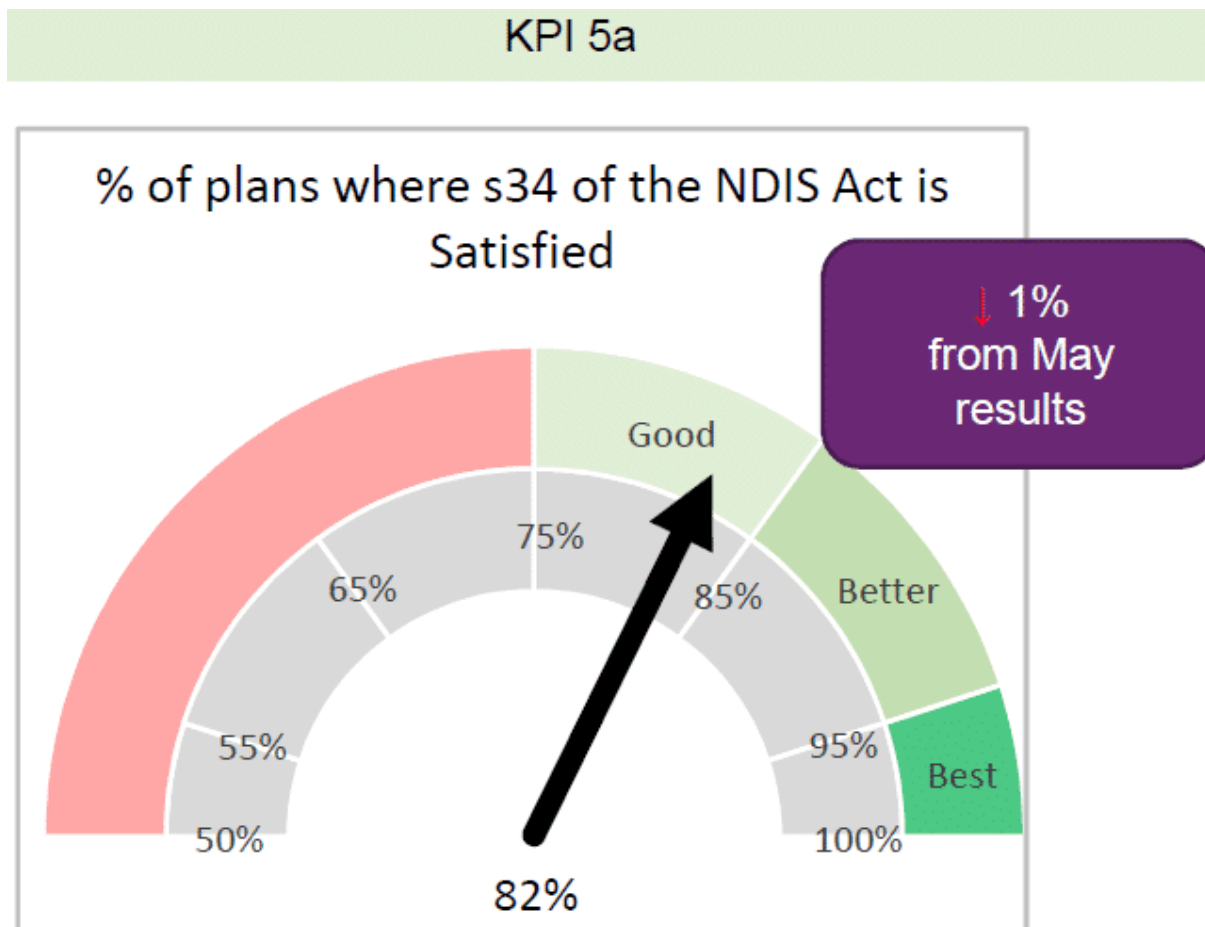 KPI 5a
% of plans where s34 of the NDIS Act is
Satisfied
↓ 1%
from May
results
Good
75%
65%
85%
Better
55%
95%
Best
50%
100%
82%